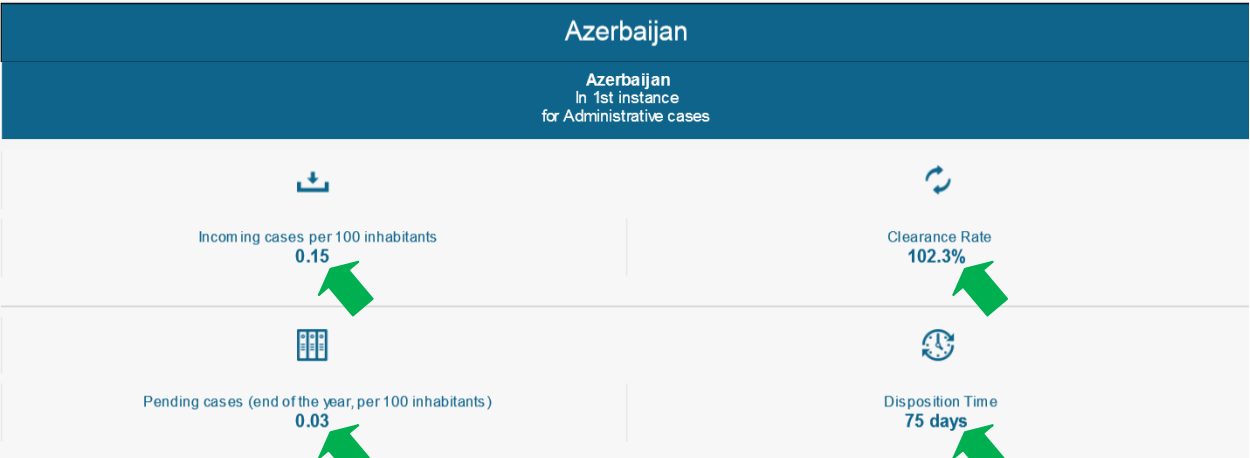 Azerbaijan
Azerbaijan
In 1st instance
for Administrative cases
Incoming cases per 100 inhabitants
0.15
Clearance Rate
102.3%
Pending cases (end of the year, per 100 inhabitants)
0.03
Disposition Time
75 days